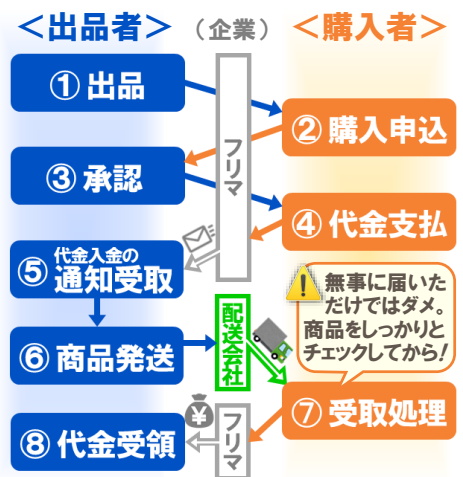 ＜出品者＞
（企業）
＜購入者＞
①出品
フリマ
②購入申込
③承認
④代金支払
⑤代金入金の
通知受取
⚠無事に届いた
だけではダメ。
商品をしっかりと
チェックしてから!
⑥商品発送
配送会社
⑦受取処理
¥
⑧代金受領
フリマ